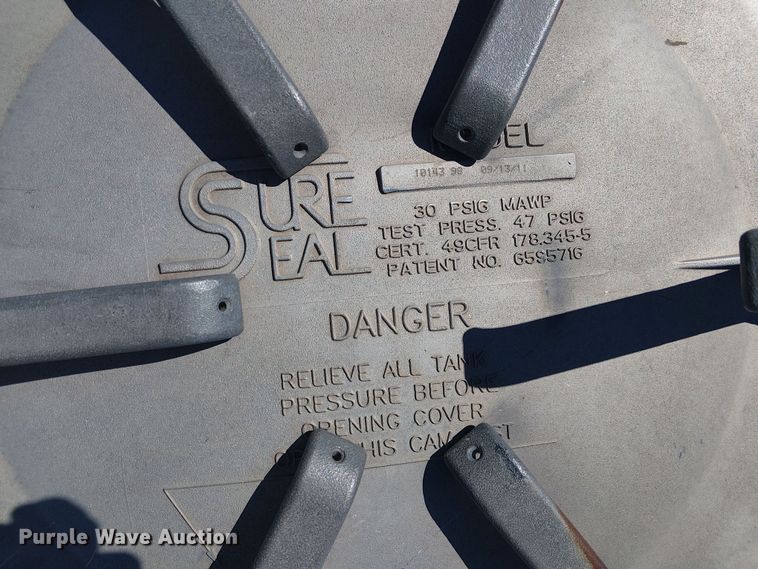 SURE
SEAL
10143 98 09/13/11
30 PSIG MAWP
TEST PRESS. 47 PSIG
CERT. 49CFR 178.345-5
PATENT NO. 6595716
DANGER
RELIEVE ALL TANK
PRESSURE BEFORE
OPENING COVER
Purple Wave Auction